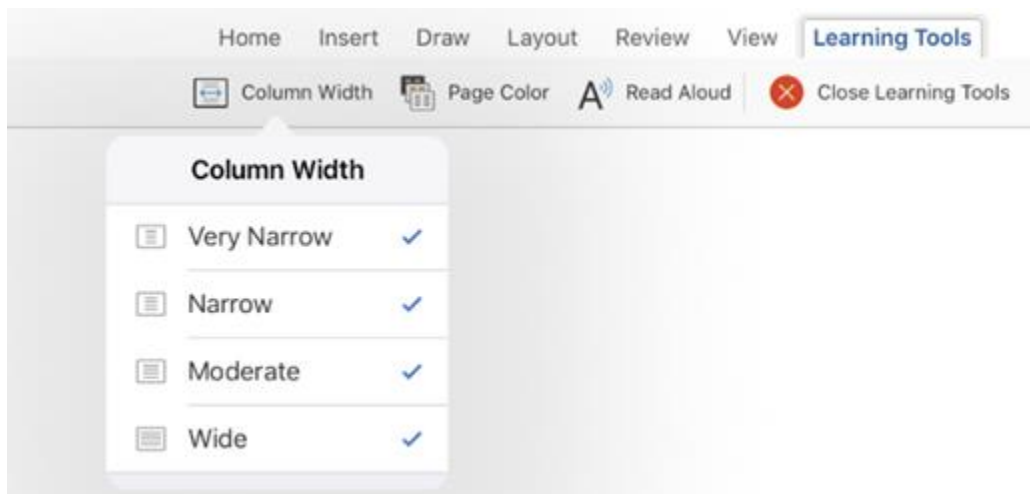 Home Insert Draw Layout Review View Learning Tools
Column Width Page Color A Read Aloud Close Learning Tools
Column Width
Very Narrow
Narrow
Moderate
Wide